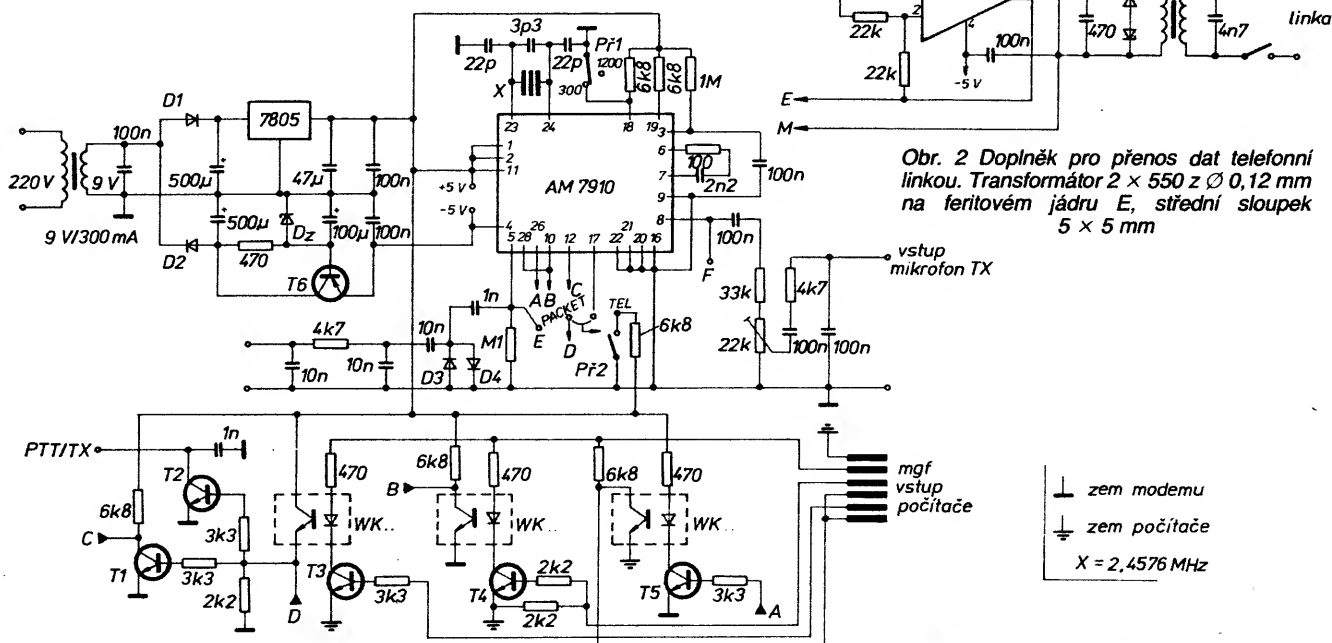 22k
2
4
100n
-5 V
22k
470
4n7
linka
E
M
Obr. 2 Doplněk pro přenos dat telefonní
linkou. Transformátor 2 × 550 z Ø 0,12 mm
na feritovém jádru E, střední sloupek
5 × 5 mm
3p3
22p
22p
Př1
1200
300
X
6k8
6k8
1M
23
24
18
19
1
2
11
+5 V
-5 V
4
AM 7910
3
6
7
9
8
100
2n2
100n
5
28
26
10
12
17
22
21
20
16
D1
7805
100n
220 V
9 V
500µ
47µ
100n
9 V/300 mA
500µ
Dz
100µ
100n
D2
470
T6
100n
F
33k
22k
4k7
100n
100n
vstup
mikrofon TX
A
B
C
PACKET
E
D
TEL
Př2
6k8
1n
M1
4k7
10n
10n
10n
D3
D4
PTT/TX
1n
T2
6k8
C
T1
3k3
3k3
2k2
D
470
WK..
T3
3k3
6k8
B
470
WK..
T4
2k2
2k2
6k8
470
WK..
T5
3k3
A
mgf
vstup
počítače
zem modemu
zem počítače
X = 2,4576 MHz